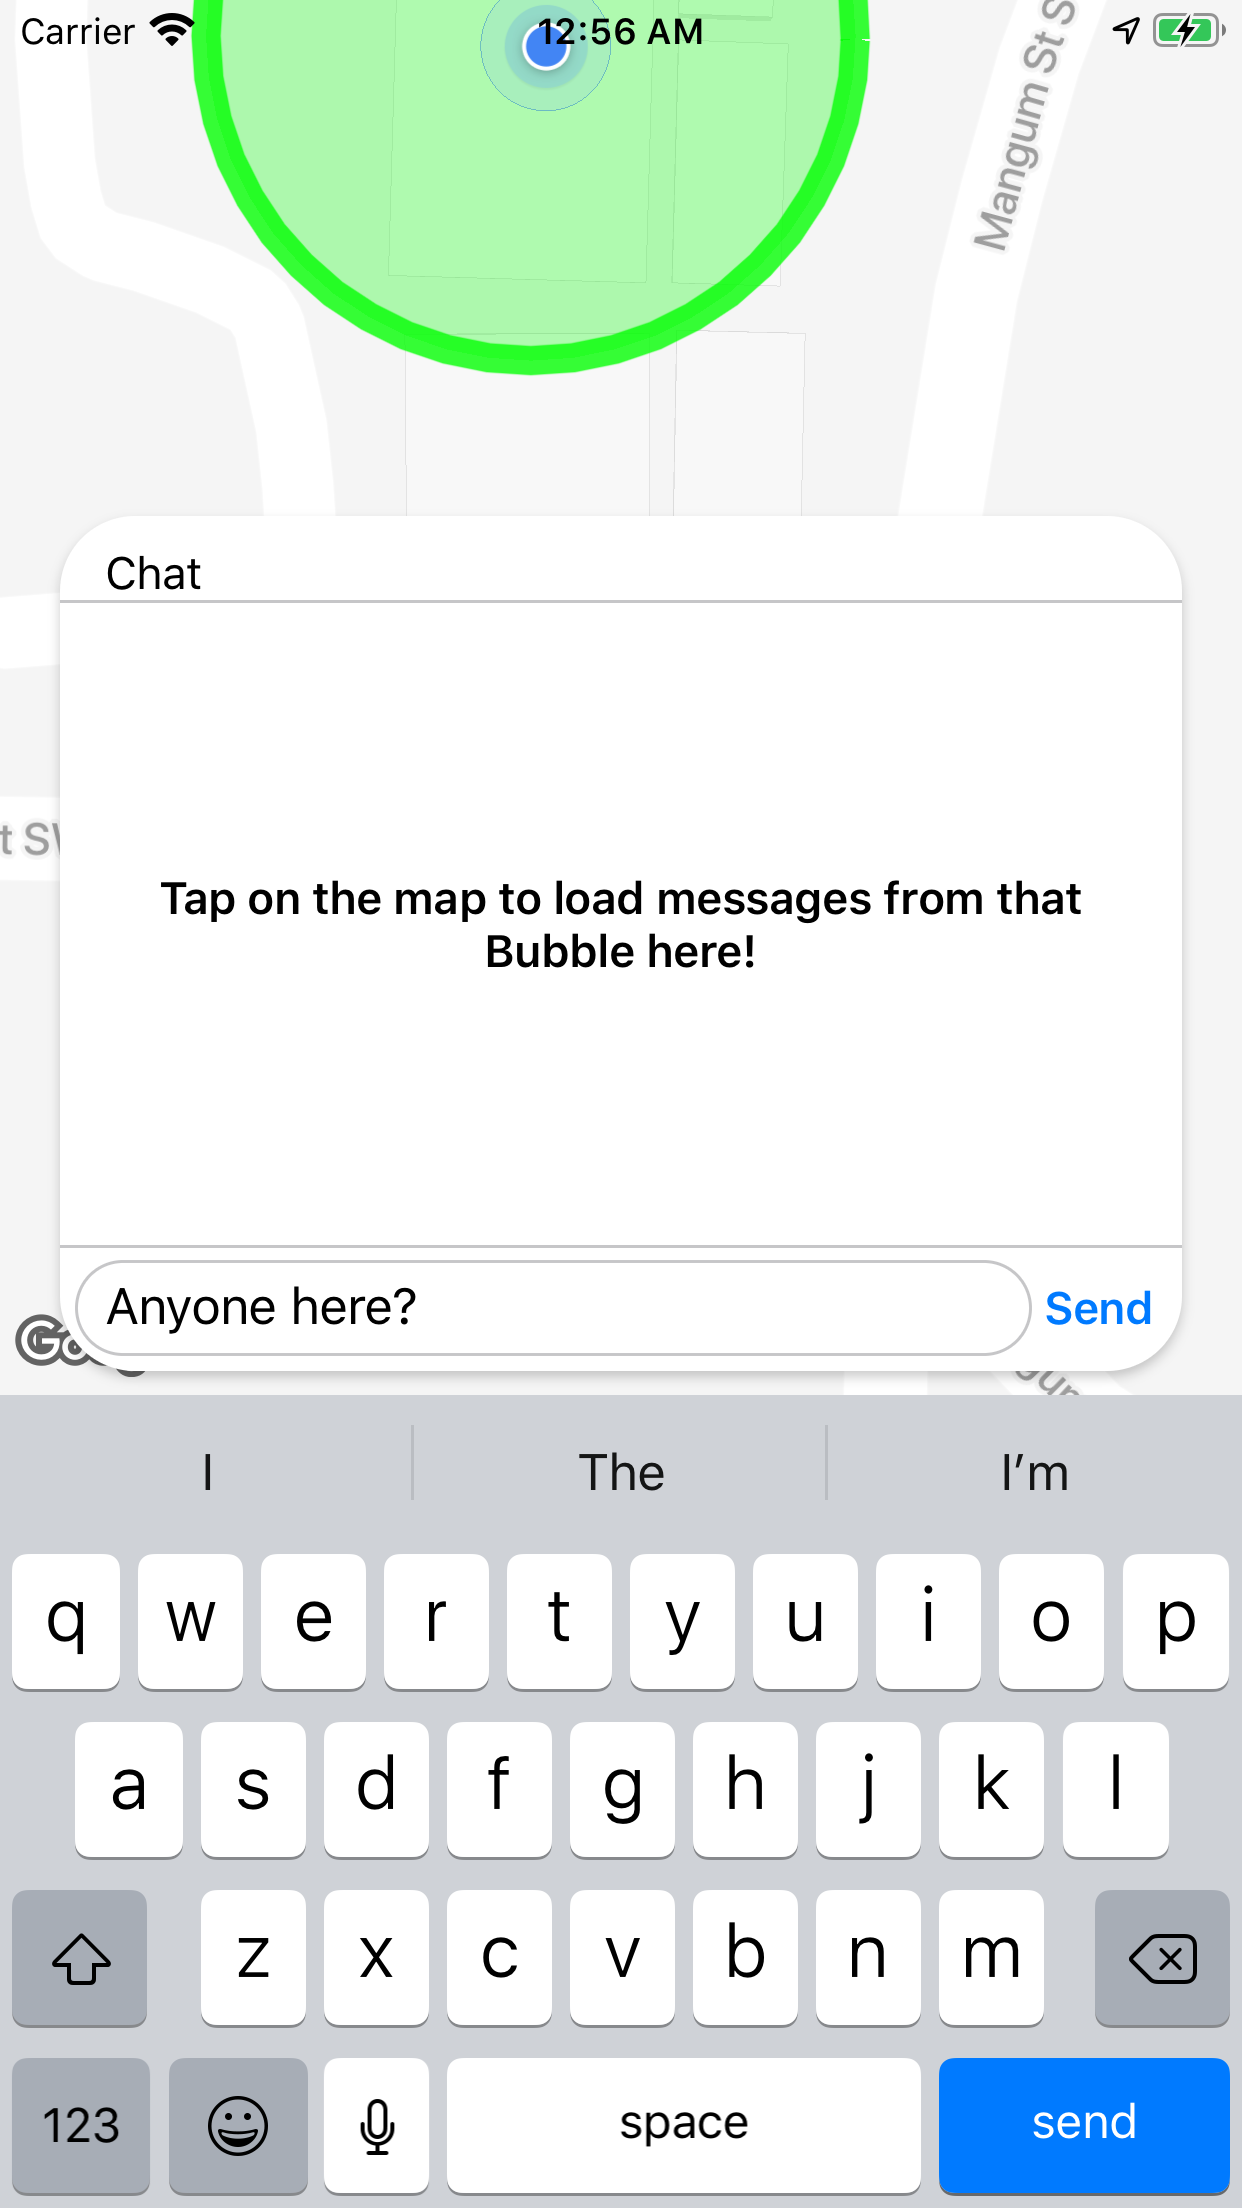 Carrier 12:56 AM
Mangum St S
Chat
t SW
Tap on the map to load messages from that
Bubble here!
Anyone here? Send
I The I’m
q w e r t y u i o p
a s d f g h j k l
z x c v b n m
123 space send